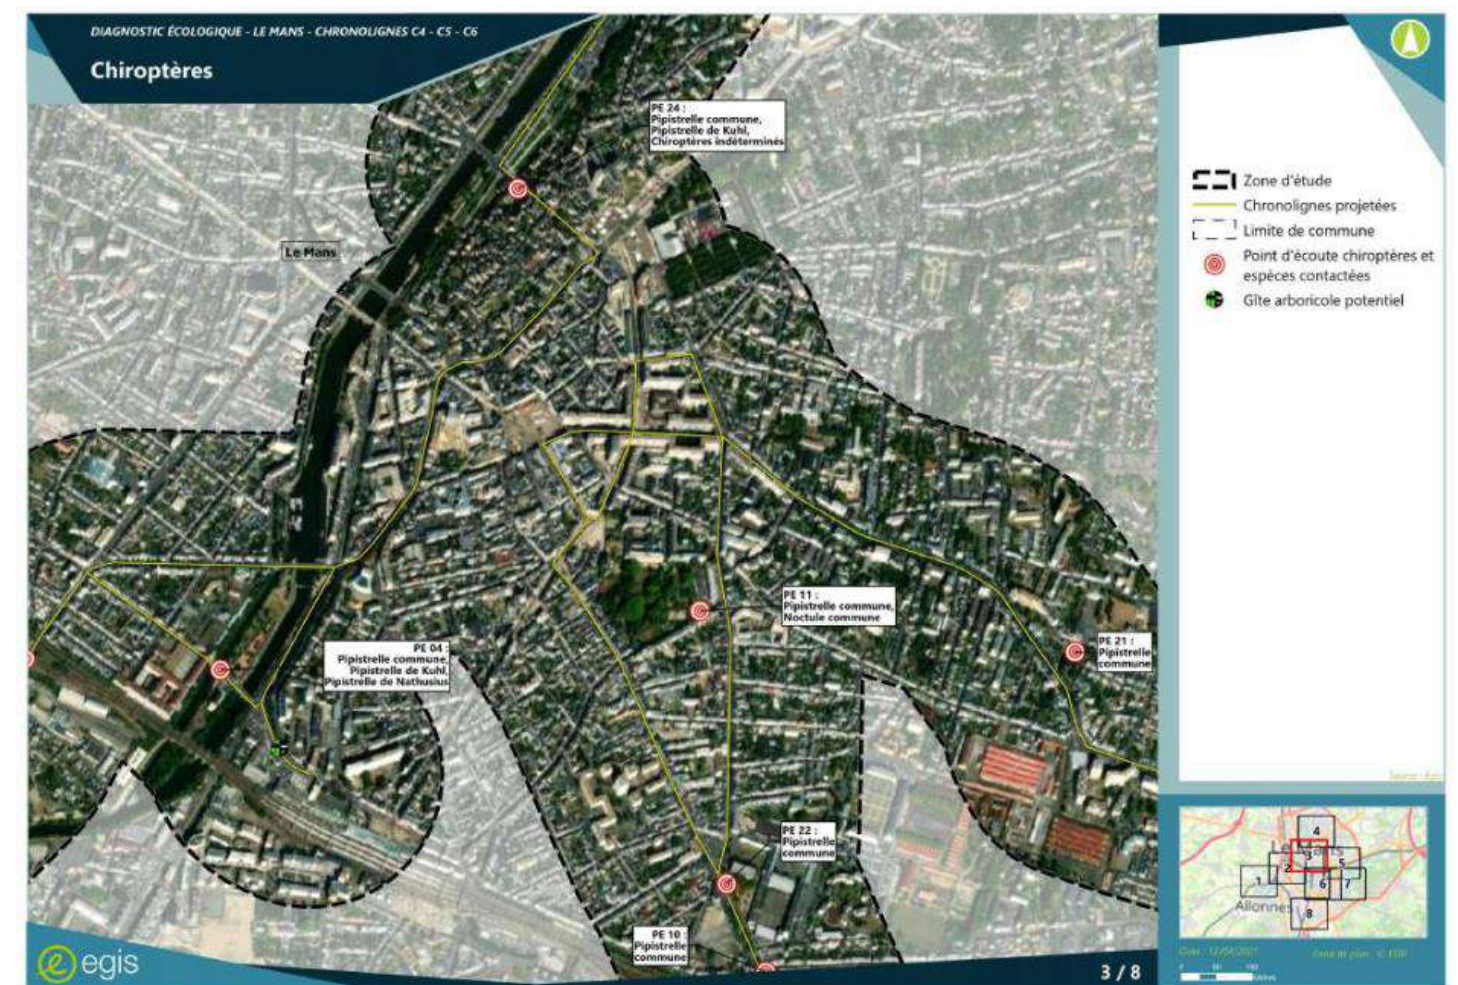 DIAGNOSTIC ÉCOLOGIQUE - LE MANS - CHRONOLIGNES C4 - C5 - C6
Chiroptères
PE 24 :
Pipistrelle commune,
Pipistrelle de Kuhl,
Chiroptères indéterminés
Le Mans
PE 11 :
Pipistrelle commune,
Noctule commune
PE 21 :
Pipistrelle
commune
PE 04 :
Pipistrelle commune,
Pipistrelle de Kuhl,
Pipistrelle de Nathusius
PE 22 :
Pipistrelle
commune
PE 10 :
Pipistrelle
commune
egis
3 / 8
Zone d'étude
Chronolignes projetées
Limite de commune
Point d'écoute chiroptères et
espèces contactées
Gîte arboricole potentiel
Source : Egis
4
3
2
5
1
6
7
Allonnes
8